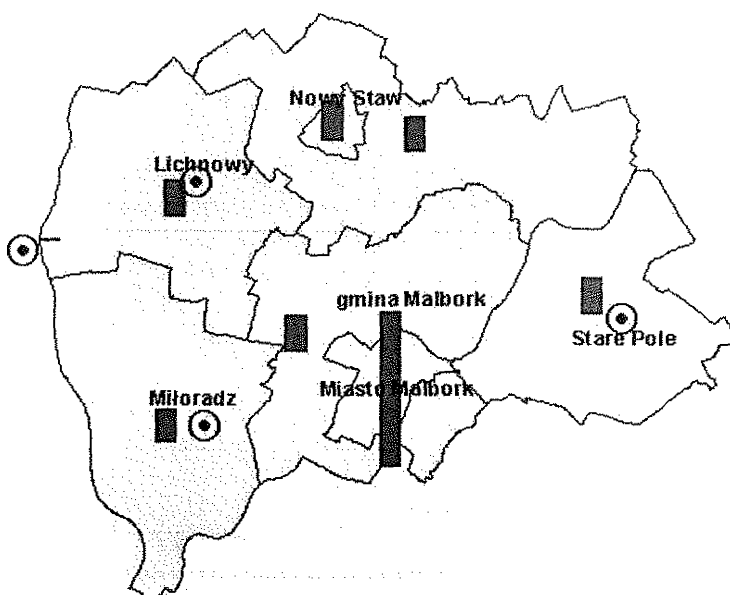 Nowy Staw
Lichnowy
gmina Malbork
Stare Pole
Miasto Malbork
Miłoradz